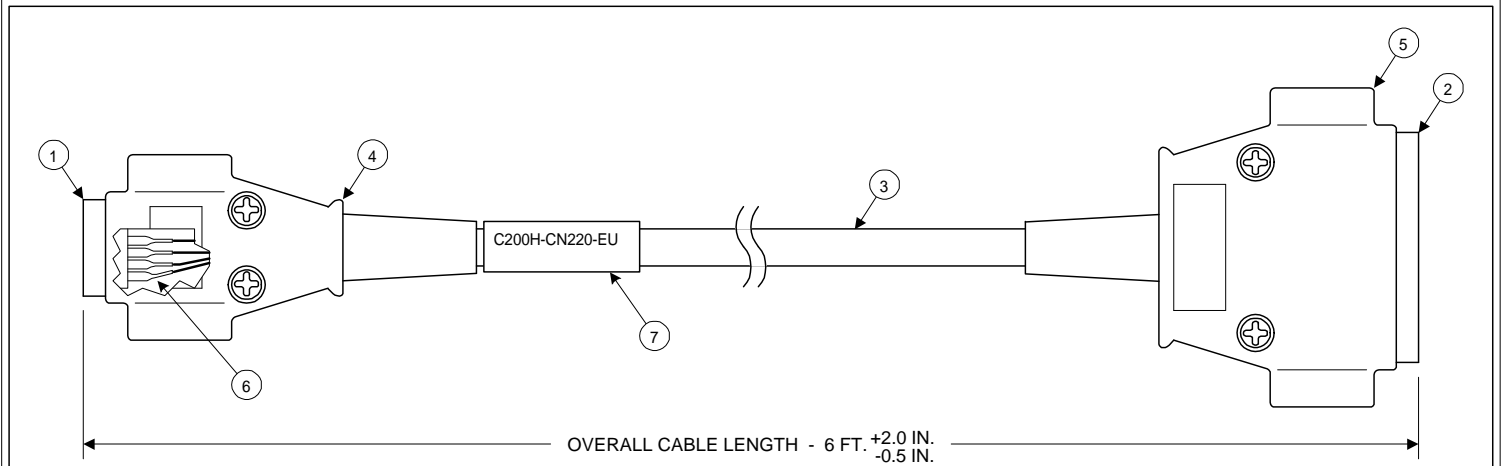 5
2
1
4
3
C200H-CN220-EU
7
6
OVERALL CABLE LENGTH - 6 FT. +2.0 IN.
-0.5 IN.